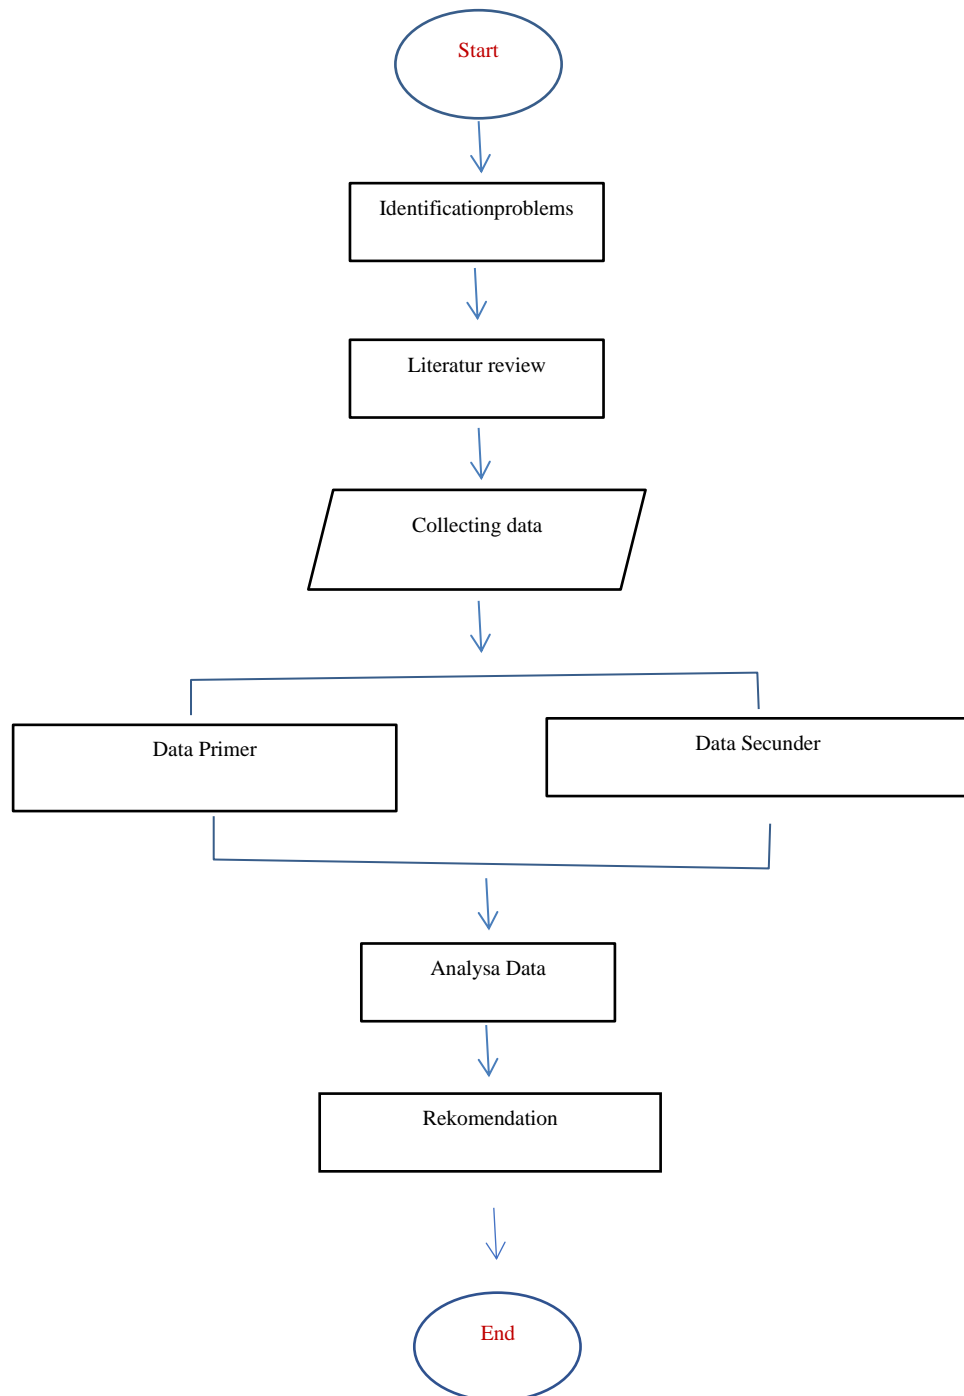 Start
Identificationproblems
Literatur review
Collecting data
Data Primer
Data Secunder
Analysa Data
Rekomendation
End